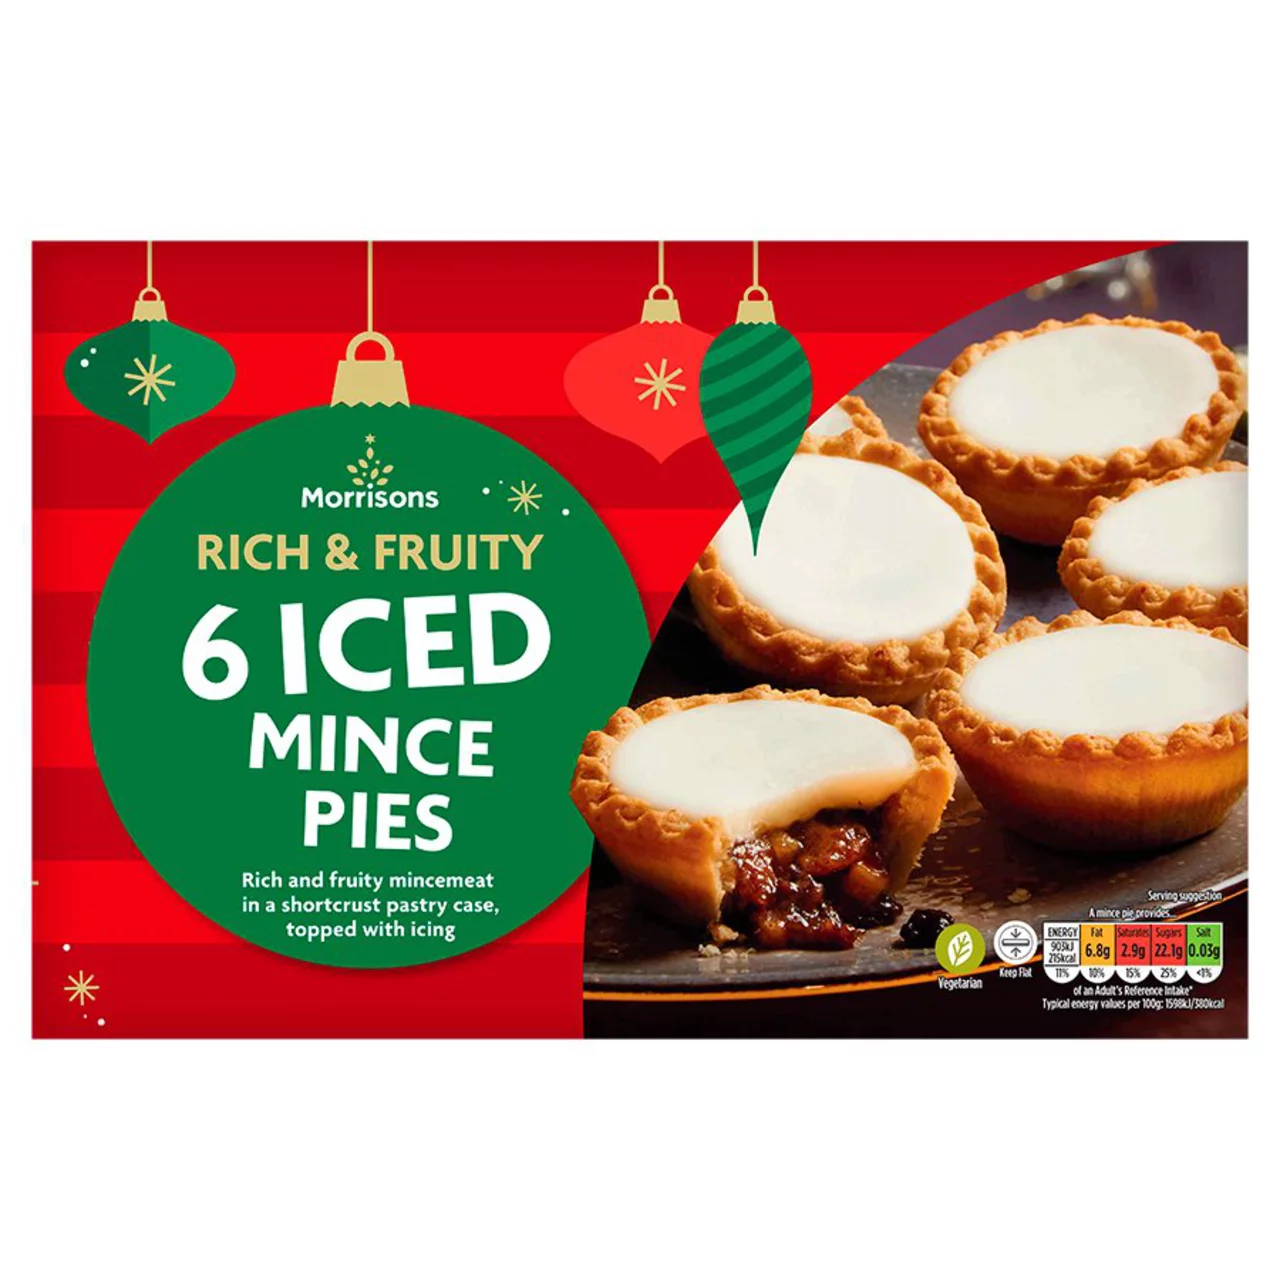 Morrisons
RICH & FRUITY
6 ICED
MINCE
PIES
Rich and fruity mincemeat
in a shortcrust pastry case,
topped with icing
Serving suggestion
A mince pie provides...
ENERGY Fat Saturates Sugars Salt
903kJ
215kcal 6.8g 2.9g 22.1g 0.03g
11% 10% 15% 25% <1%
of an Adult's Reference Intake*
Typical energy values per 100g: 1598kJ/380kcal
Vegetarian
Keep Flat